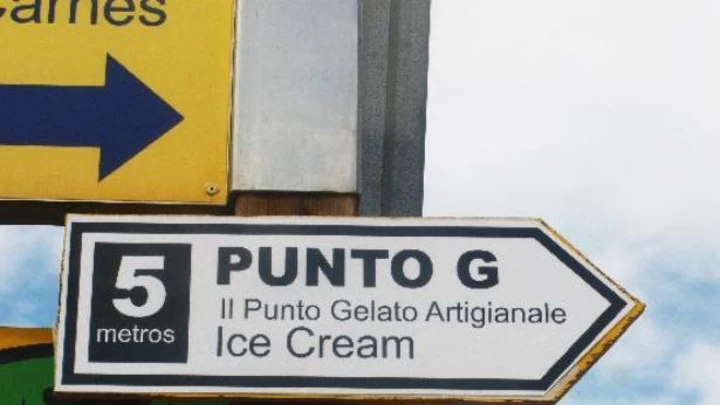 Carnes
5
metros
PUNTO G
Il Punto Gelato Artigianale
Ice Cream